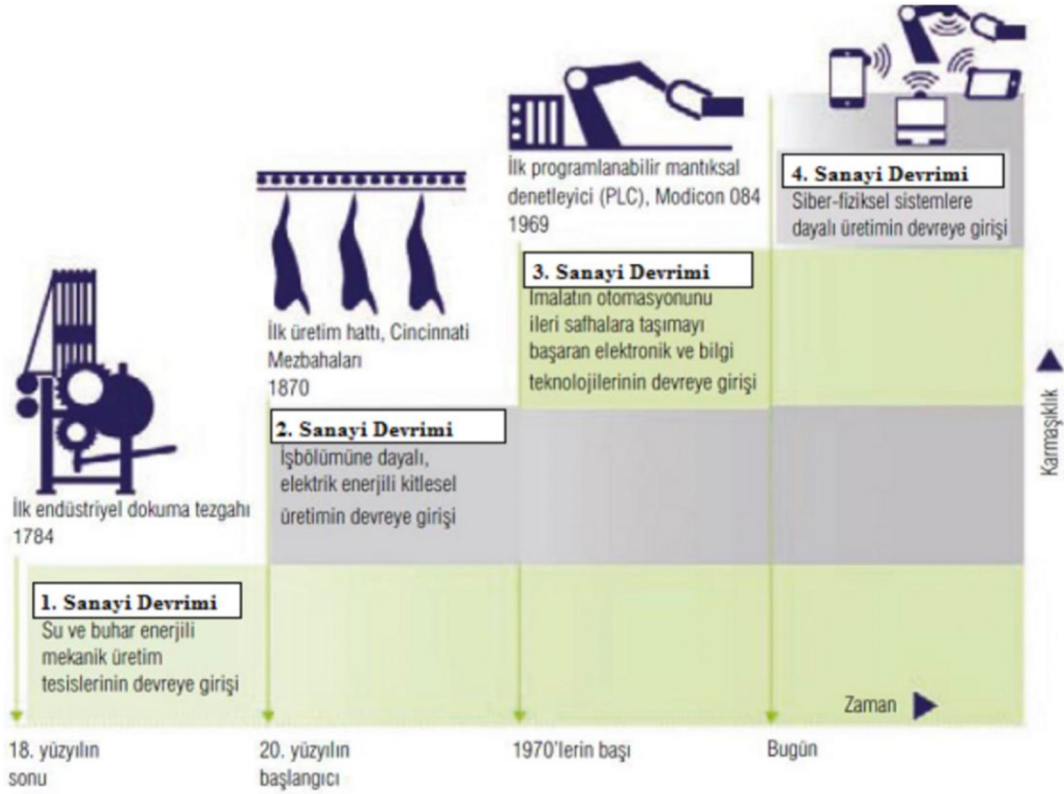 İlk endüstriyel dokuma tezgahı
1784
1. Sanayi Devrimi
Su ve buhar enerjili
mekanik üretim
tesislerinin devreye girişi
18. yüzyılın
sonu
İlk üretim hattı, Cincinnati
Mezbahaları
1870
2. Sanayi Devrimi
İşbölümüne dayalı,
elektrik enerjili kitlesel
üretimin devreye girişi
20. yüzyılın
başlangıcı
İlk programlanabilir mantıksal
denetleyici (PLC), Modicon 084
1969
3. Sanayi Devrimi
İmalatın otomasyonunu
ileri safhalara taşımayı
başaran elektronik ve bilgi
teknolojilerinin devreye girişi
1970'lerin başı
4. Sanayi Devrimi
Siber-fiziksel sistemlere
dayalı üretimin devreye girişi
Bugün
Zaman
Karmaşıklık